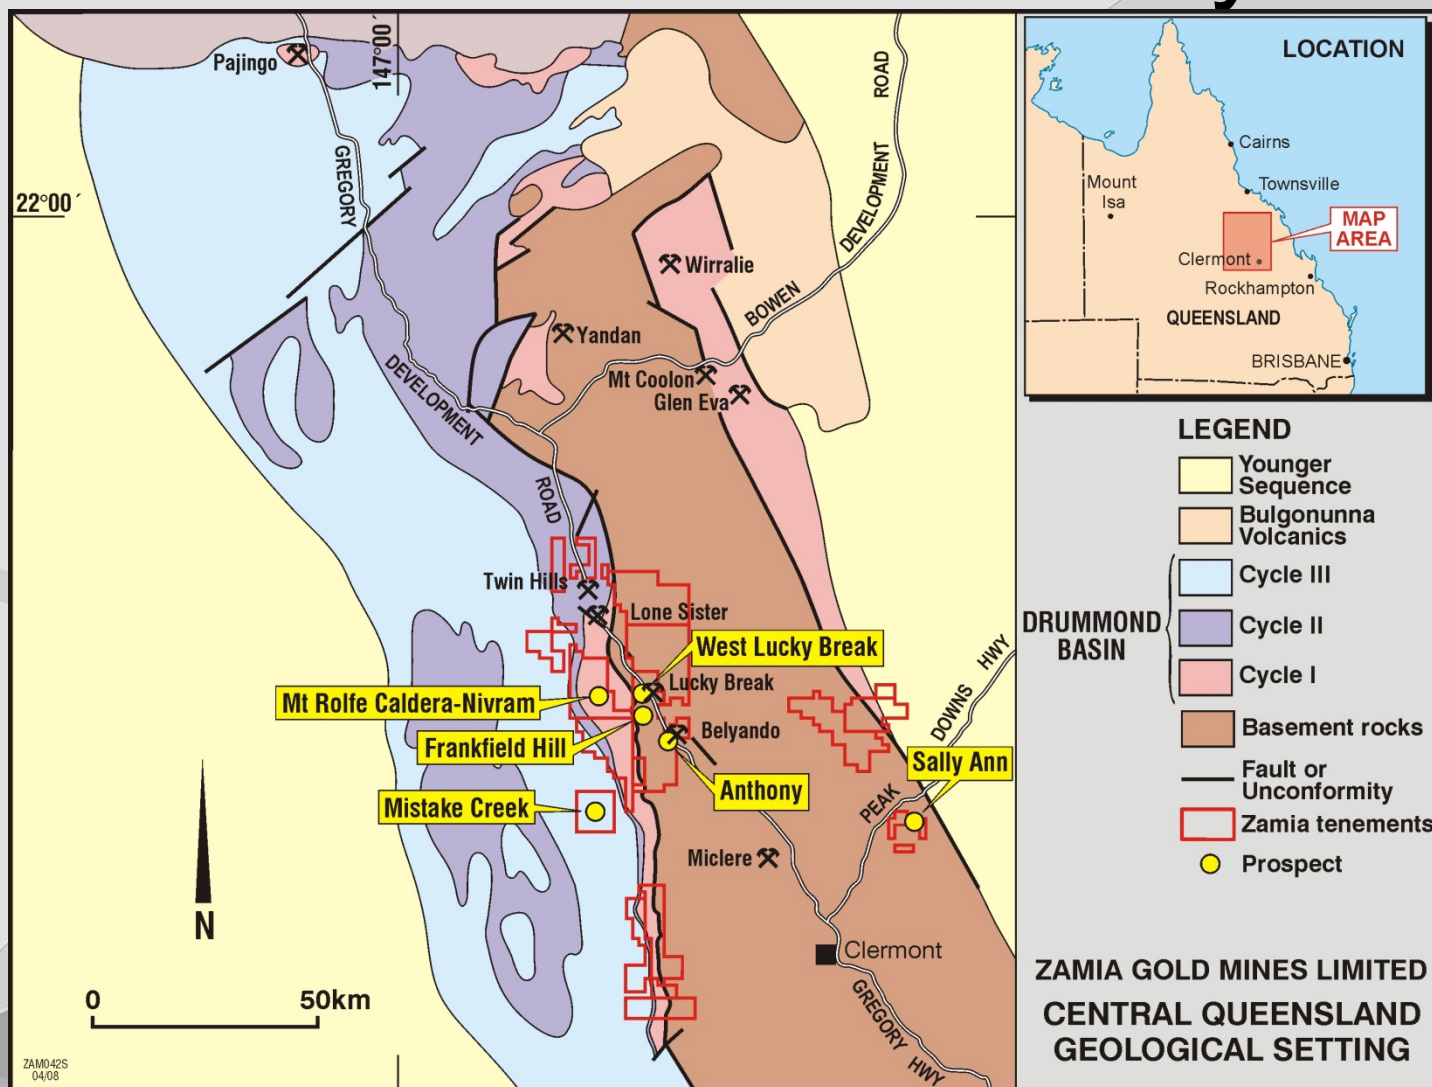 Pajingo
147°00´
22°00´
GREGORY
DEVELOPMENT
ROAD
BOWEN
DEVELOPMENT
ROAD
Wirralie
Yandan
Mt Coolon
Glen Eva
Twin Hills
Lone Sister
West Lucky Break
Lucky Break
Mt Rolfe Caldera-Nivram
Frankfield Hill
Belyando
Anthony
Mistake Creek
Sally Ann
PEAK
DOWNS
HWY
Miclere
Clermont
GREGORY
HWY
N
0 50km
ZAM042S
04/08
LOCATION
Cairns
Townsville
Mount
Isa
MAP
AREA
Clermont
Rockhampton
QUEENSLAND
BRISBANE
LEGEND
Younger
Sequence
Bulgonunna
Volcanics
DRUMMOND
BASIN
Cycle III
Cycle II
Cycle I
Basement rocks
Fault or
Unconformity
Zamia tenements
Prospect
ZAMIA GOLD MINES LIMITED
CENTRAL QUEENSLAND
GEOLOGICAL SETTING